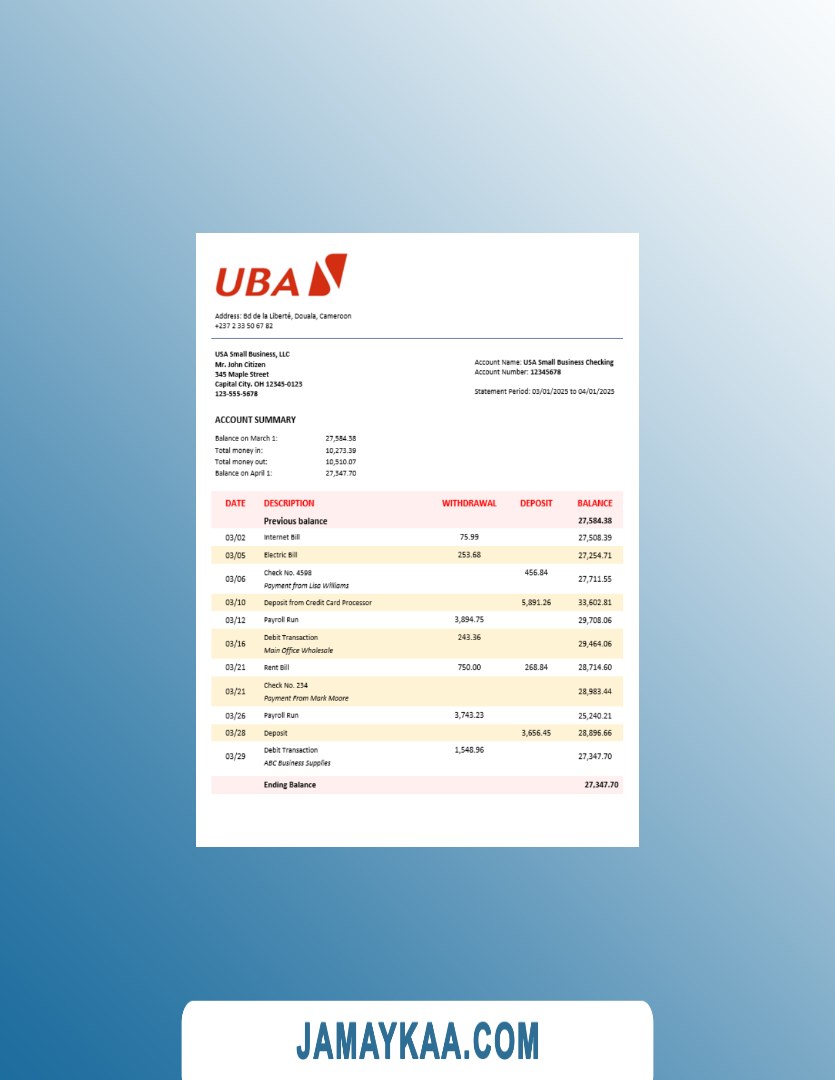 UBA
Address: Bd de la Liberté, Douala, Cameroon
+237 2 33 50 67 82
USA Small Business, LLC
Mr. John Citizen
345 Maple Street
Capital City. OH 12345-0123
123-555-5678
Account Name: USA Small Business Checking
Account Number: 12345678
Statement Period: 03/01/2025 to 04/01/2025
ACCOUNT SUMMARY
Balance on March 1: 27,584.38
Total money in: 10,273.39
Total money out: 10,510.07
Balance on April 1: 27,347.70
DATE DESCRIPTION WITHDRAWAL DEPOSIT BALANCE
Previous balance 27,584.38
03/02 Internet Bill 75.99 27,508.39
03/05 Electric Bill 253.68 27,254.71
03/06 Check No. 4598 456.84 27,711.55
Payment from Lisa Williams
03/10 Deposit from Credit Card Processor 5,891.26 33,602.81
03/12 Payroll Run 3,894.75 29,708.06
03/16 Debit Transaction 243.36 29,464.06
Main Office Wholesale
03/21 Rent Bill 750.00 268.84 28,714.60
03/21 Check No. 234 28,983.44
Payment From Mark Moore
03/26 Payroll Run 3,743.23 25,240.21
03/28 Deposit 3,656.45 28,896.66
03/29 Debit Transaction 1,548.96 27,347.70
ABC Business Supplies
Ending Balance 27,347.70
JAMAYKAA.COM